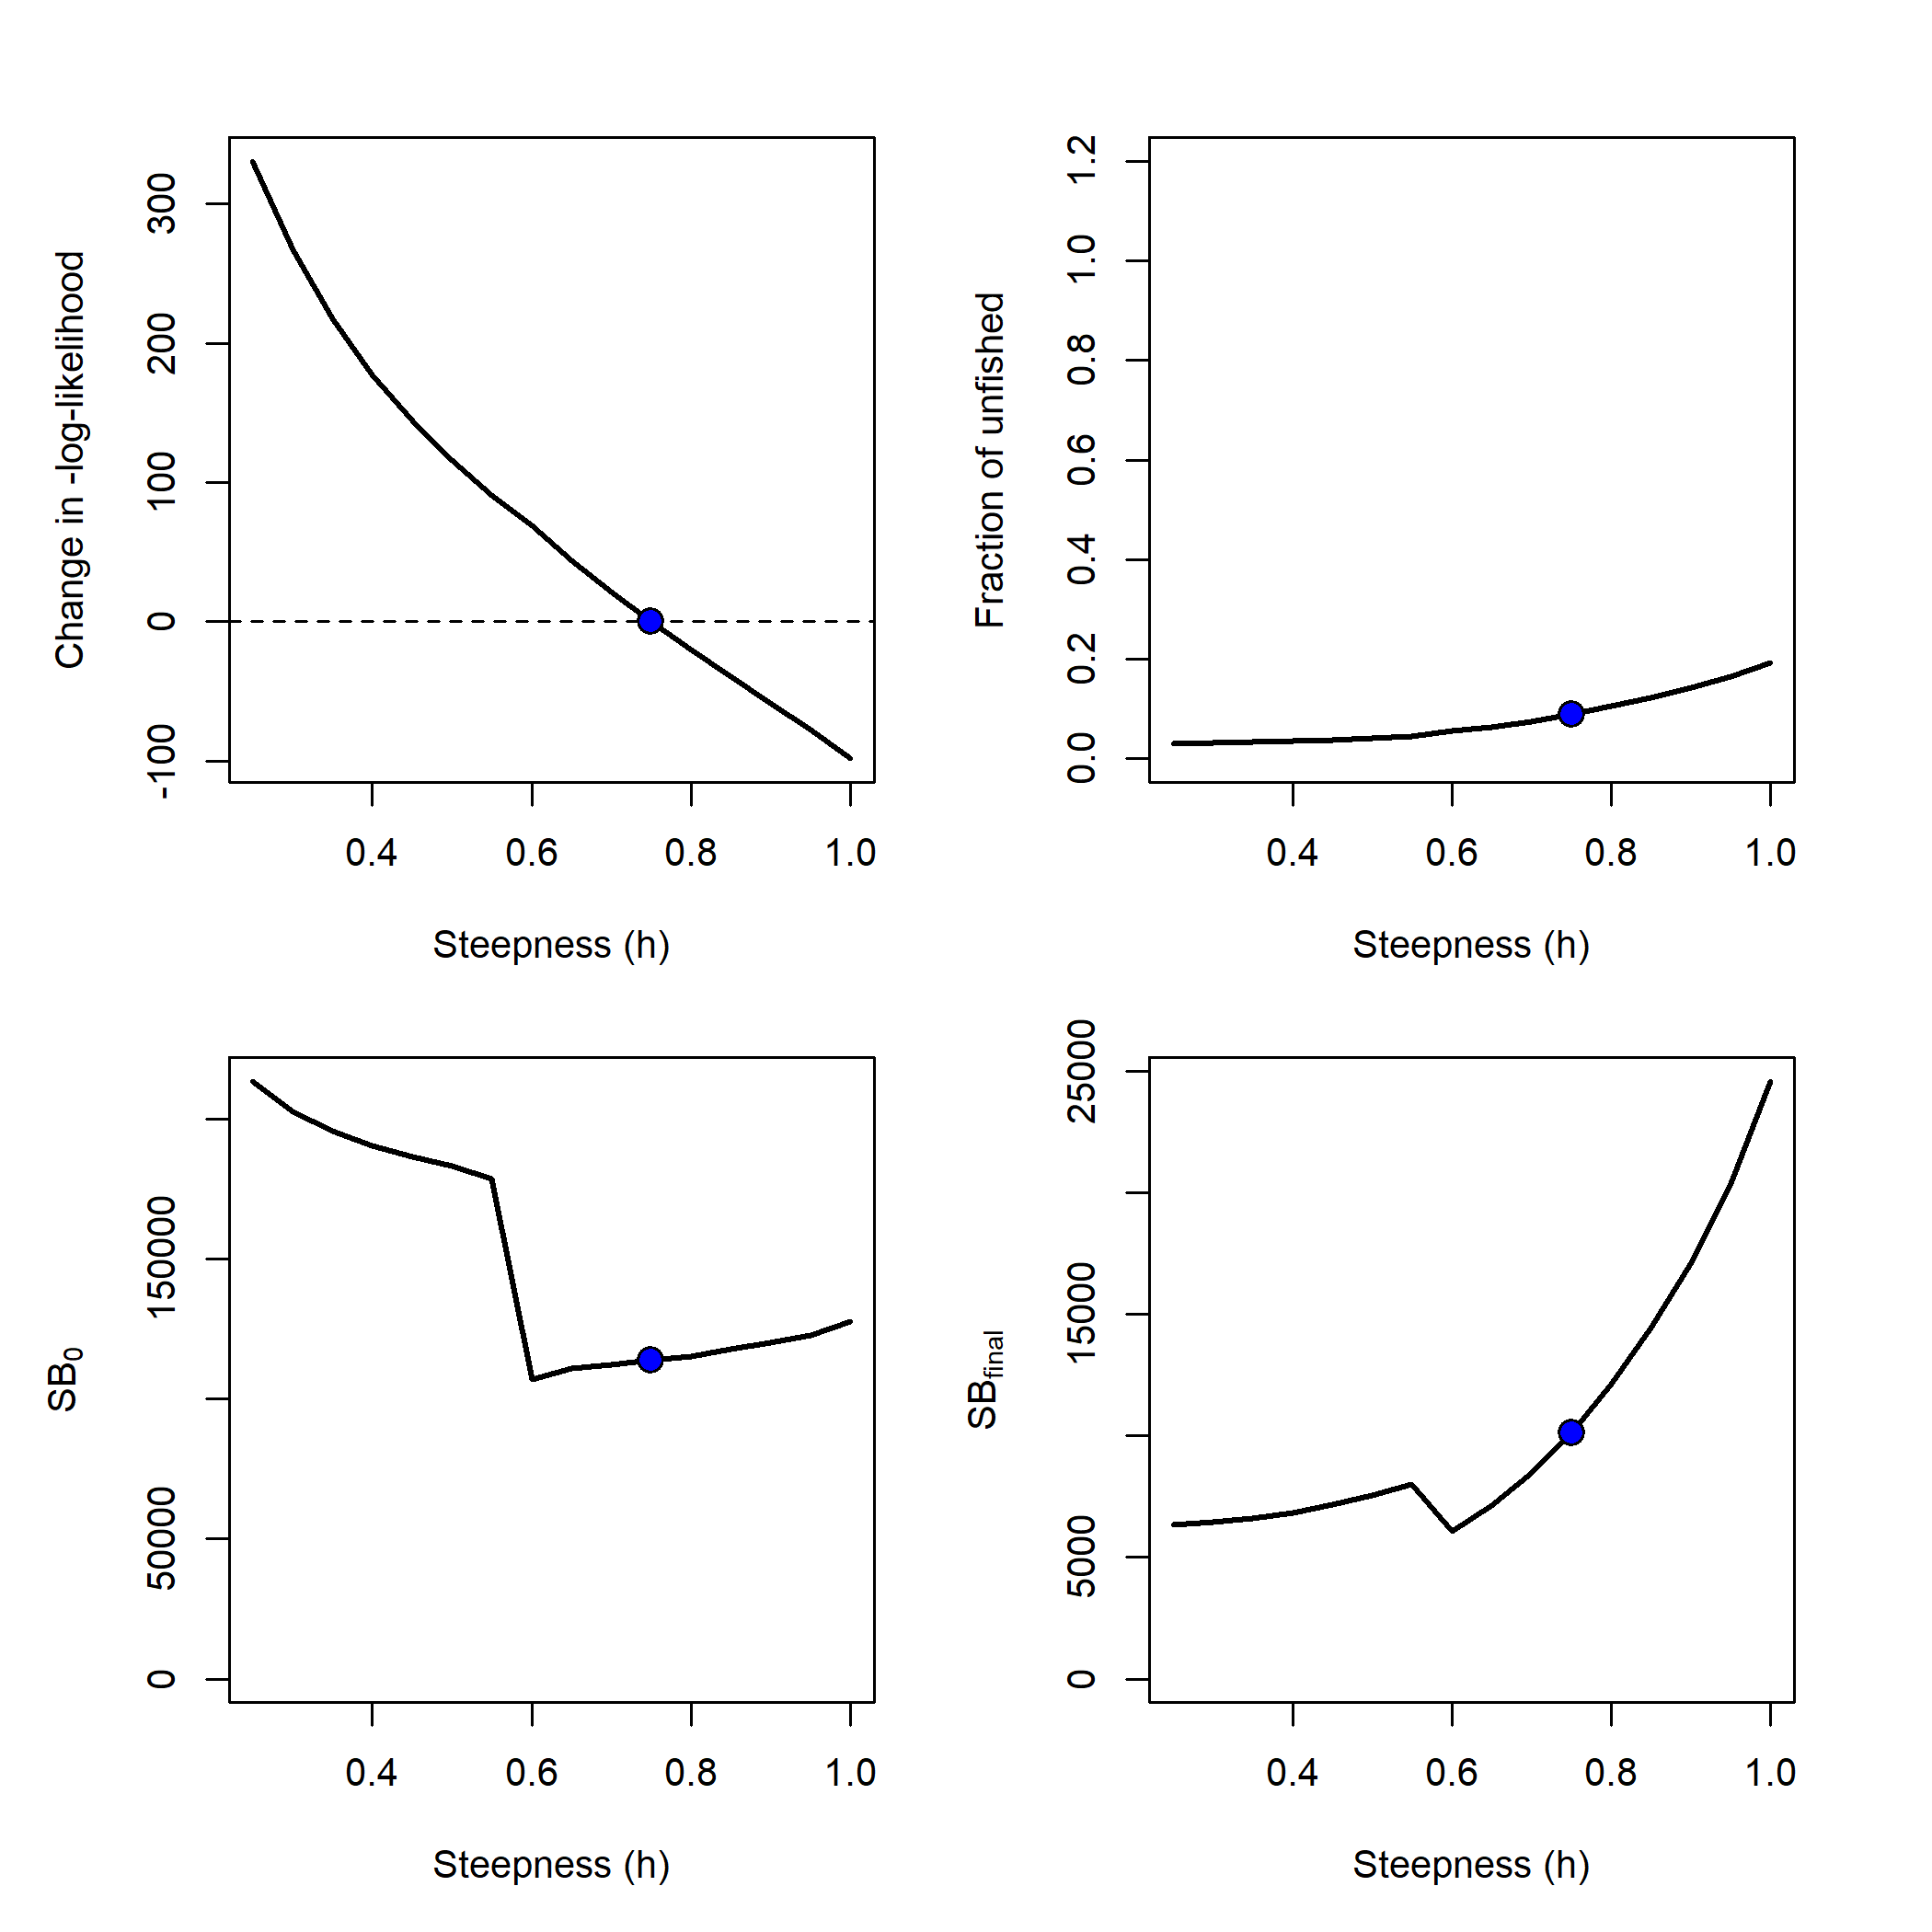 Change in -log-likelihood
300
200
100
0
-100
0.4 0.6 0.8 1.0
Steepness (h)
Fraction of unfished
1.2
1.0
0.8
0.6
0.4
0.2
0.0
0.4 0.6 0.8 1.0
Steepness (h)
SB0
150000
50000
0
0.4 0.6 0.8 1.0
Steepness (h)
SBfinal
25000
15000
5000
0
0.4 0.6 0.8 1.0
Steepness (h)